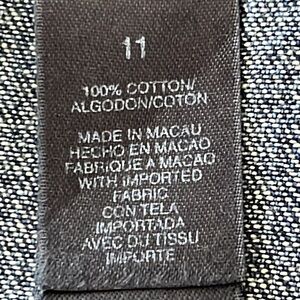 11
100% COTTON/
ALGODON/COTON
MADE IN MACAU
HECHO EN MACAO
FABRIQUE A MACAO
WITH IMPORTED
FABRIC
CON TELA
IMPORTADA
AVEC DU TISSU
IMPORTE